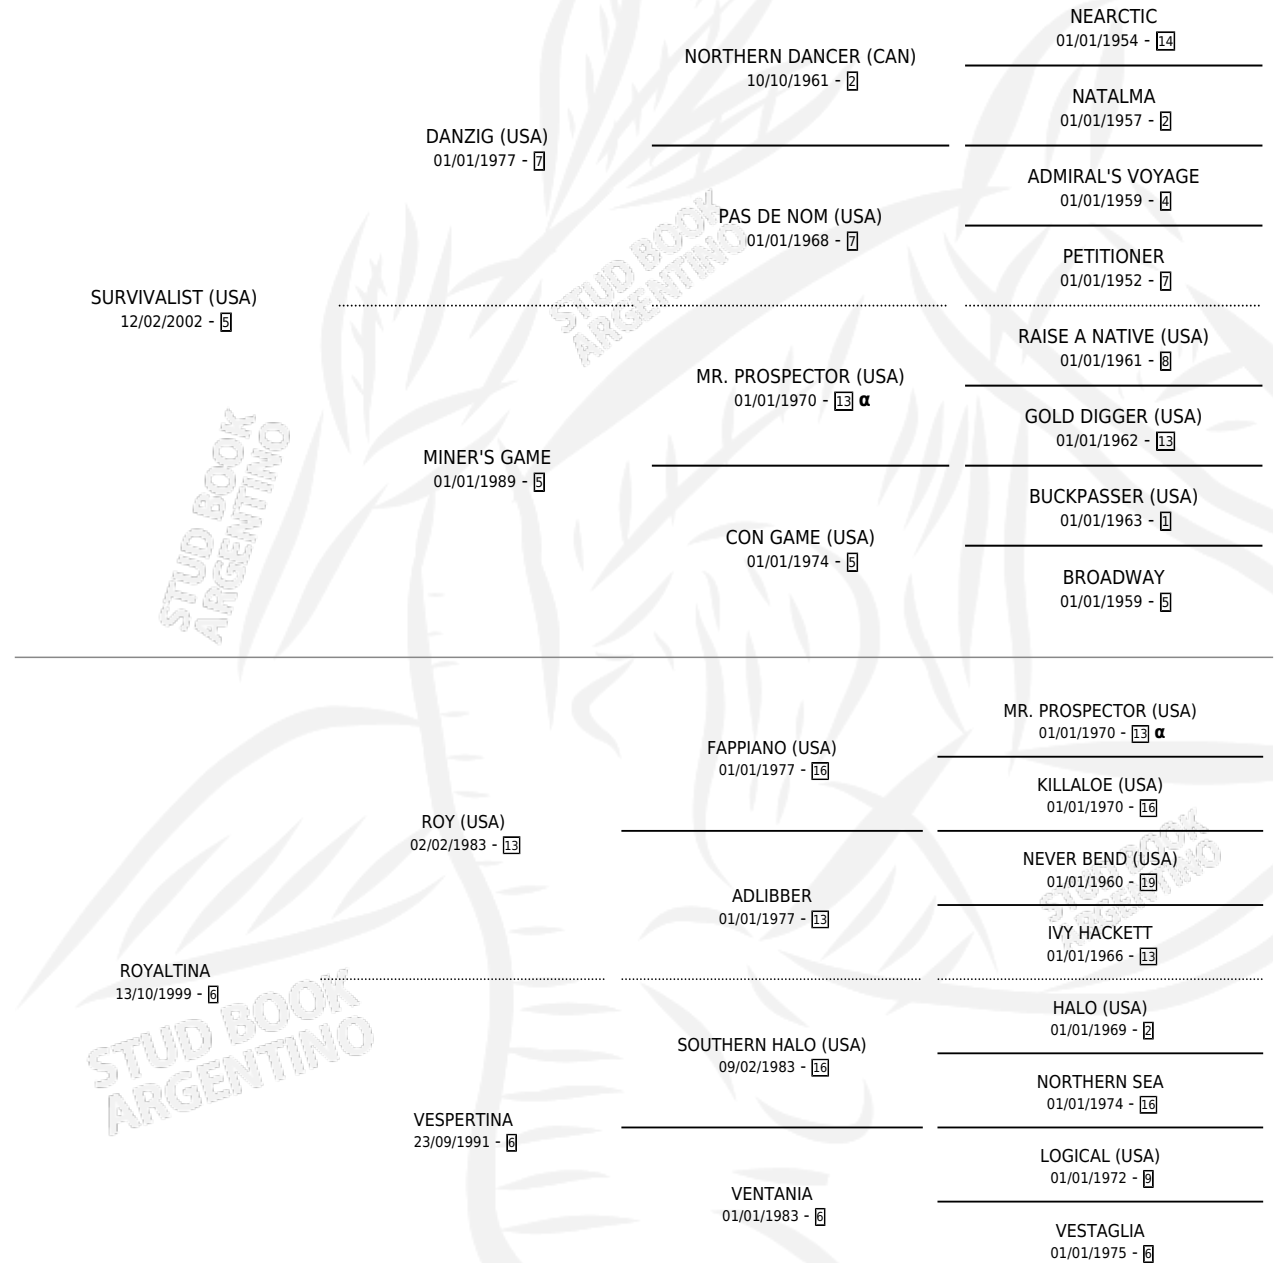 NEARCTIC
01/01/1954 - 14
NORTHERN DANCER (CAN)
10/10/1961 - 2
NATALMA
01/01/1957 - 2
DANZIG (USA)
01/01/1977 - 7
ADMIRAL'S VOYAGE
01/01/1959 - 4
PAS DE NOM (USA)
01/01/1968 - 7
PETITIONER
01/01/1952 - 7
STUD BOOK
ARGENTINO
SURVIVALIST (USA)
12/02/2002 - 5
RAISE A NATIVE (USA)
01/01/1961 - 8
MR. PROSPECTOR (USA)
01/01/1970 - 13 α
GOLD DIGGER (USA)
01/01/1962 - 13
MINER'S GAME
01/01/1989 - 5
BUCKPASSER (USA)
01/01/1963 - 1
CON GAME (USA)
01/01/1974 - 5
BROADWAY
01/01/1959 - 5
STUD BOOK
ARGENTINO
MR. PROSPECTOR (USA)
01/01/1970 - 13 α
FAPPIANO (USA)
01/01/1977 - 16
KILLALOE (USA)
01/01/1970 - 16
ROY (USA)
02/02/1983 - 13
NEVER BEND (USA)
01/01/1960 - 19
ADLIBBER
01/01/1977 - 13
IVY HACKETT
01/01/1966 - 13
STUD BOOK
ARGENTINO
ROYALTINA
13/10/1999 - 6
HALO (USA)
01/01/1969 - 2
SOUTHERN HALO (USA)
09/02/1983 - 16
NORTHERN SEA
01/01/1974 - 16
STUD BOOK
ARGENTINO
VESPERTINA
23/09/1991 - 6
LOGICAL (USA)
01/01/1972 - 9
VENTANIA
01/01/1983 - 6
VESTAGLIA
01/01/1975 - 6